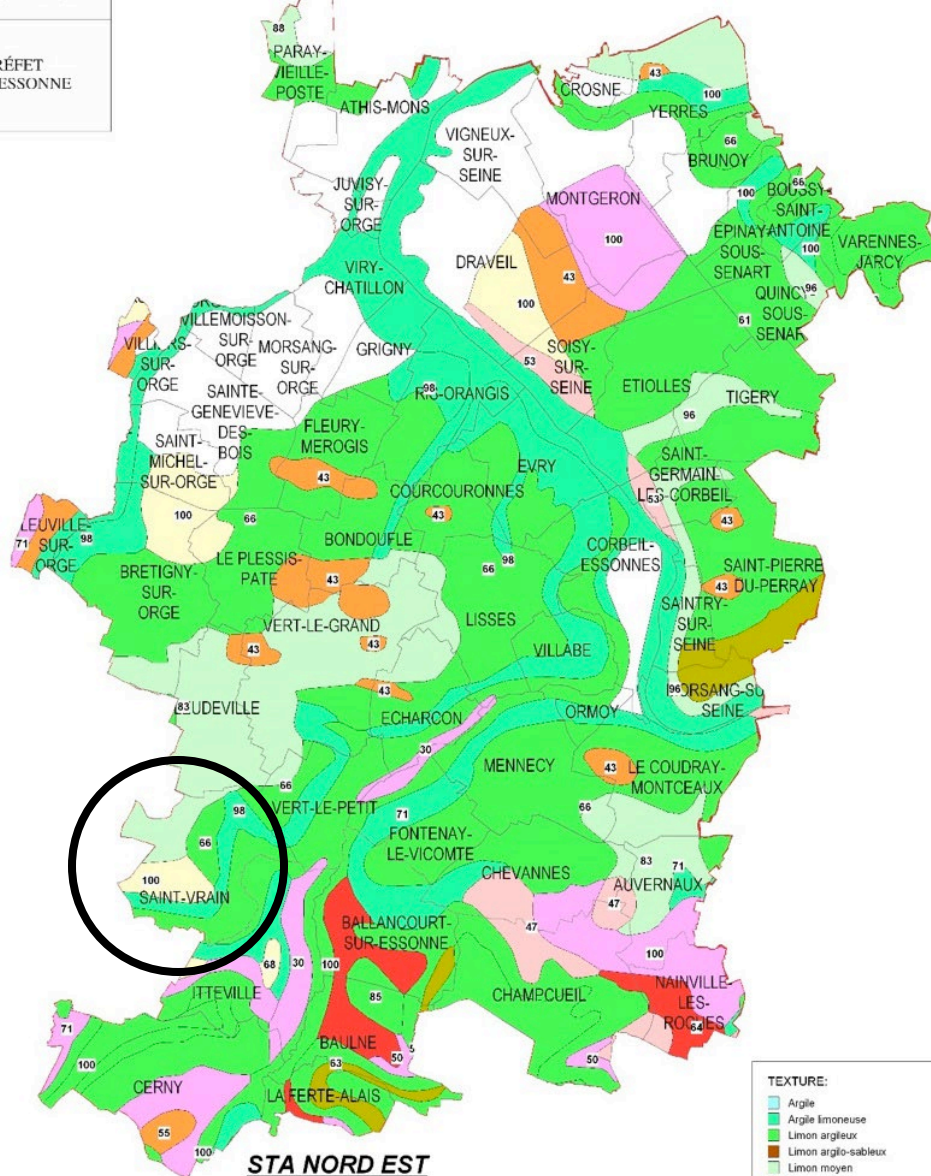 RÉFET
ESSONNE
88
PARAY-
VIEILLE-
POSTE
ATHIS-MONS
CROSNE
43
100
YERRES
VIGNEUX-
SUR-
SEINE
66
BRUNOY
JUVISY-
SUR-
ORGE
MONTGERON
100
66
BOUSSY-
SAINT-
ANTOINE
100
100
VARENNES-
JARCY
ÉPINAY-
SOUS-
SENART
DRAVEIL
43
100
VIRY-
CHATILLON
96
QUINCY-
SOUS-
SENAR
61
VILLEMOISSON-
SUR-
ORGE
MORSANG-
SUR-
ORGE
GRIGNY
SUR-
ORGE
SOISY-
SUR-
SEINE
53
SAINTE-
GENEVIEVE-
DES-
BOIS
98
RIS-ORANGIS
ETIOLLES
TIGERY
96
FLEURY-
MEROGIS
SAINT-
MICHEL-
SUR-ORGE
43
EVRY
SAINT-
GERMAIN-
LES-CORBEIL
53
COURCOURONNES
43
43
100
66
LEUVILLE-
SUR-
ORGE
71
98
BONDOUFLE
98
66
CORBEIL-
ESSONNES
BRETIGNY-
SUR-
ORGE
LE PLESSIS-
PATE
43
SAINT-PIERRE
DU-PERRAY
43
SAINTRY-
SUR-
SEINE
LISSES
VERT-LE-GRAND
43
43
VILLABE
43
96
ORSANG-SU
SEINE
83
EUDEVILLE
ECHARCON
ORMOY
30
MENNECY
43
LE COUDRAY-
MONTCEAUX
66
98
VERT-LE-PETIT
66
71
FONTENAY-
LE-VICOMTE
66
83
71
CHEVANNES
AUVERNAUX
47
100
SAINT-VRAIN
BALLANCOURT-
SUR-ESSONNE
47
100
68
30
100
ITTEVILLE
85
CHAMPCUEIL
NAINVILLE-
LES-
ROCHES
64
71
BAULNE
50
50
100
63
CERNY
LA FERTE-ALAIS
55
100
STA NORD EST
TEXTURE:
Argile
Argile limoneuse
Limon argileux
Limon argilo-sableux
Limon moyen